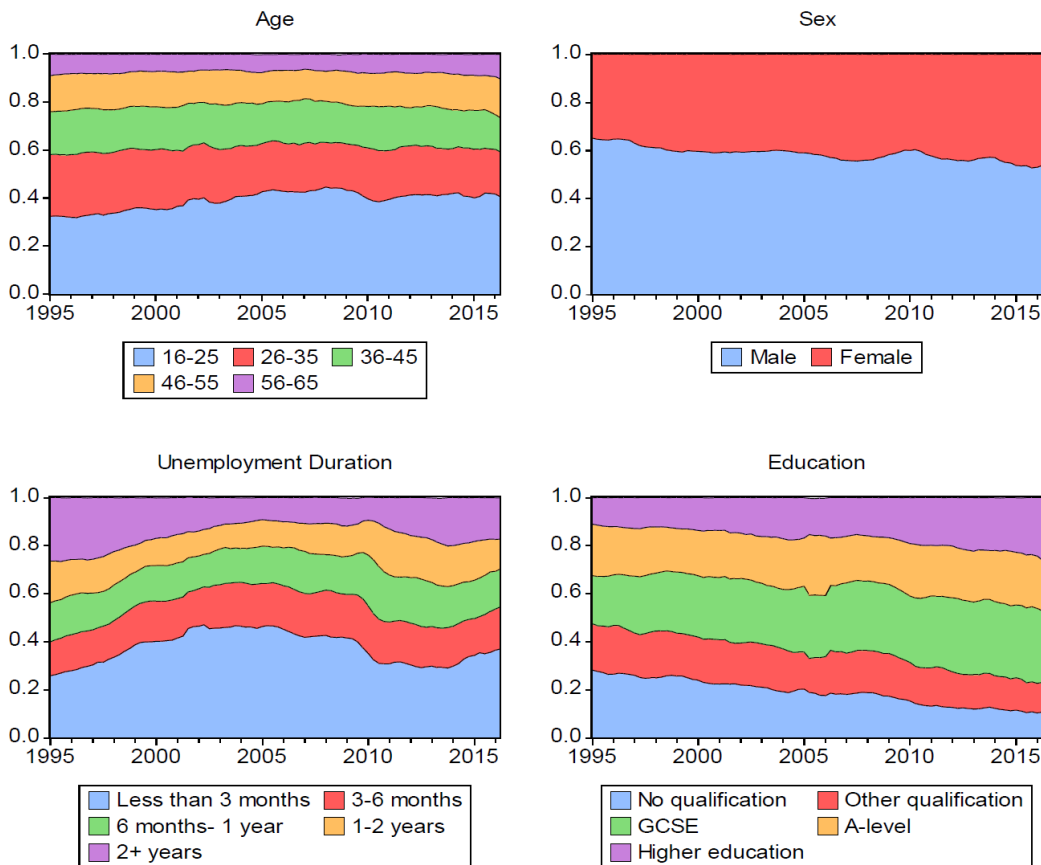 Age
1.0
0.8
0.6
0.4
0.2
0.0
1995 2000 2005 2010 2015
16-25 26-35 36-45
46-55 56-65
Sex
1.0
0.8
0.6
0.4
0.2
0.0
1995 2000 2005 2010 2015
Male Female
Unemployment Duration
1.0
0.8
0.6
0.4
0.2
0.0
1995 2000 2005 2010 2015
Less than 3 months 3-6 months
6 months- 1 year 1-2 years
2+ years
Education
1.0
0.8
0.6
0.4
0.2
0.0
1995 2000 2005 2010 2015
No qualification Other qualification
GCSE A-level
Higher education